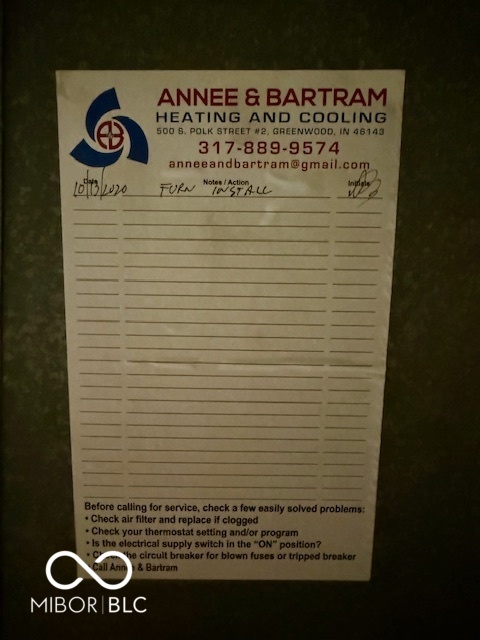 ANNEE & BARTRAM
HEATING AND COOLING
500 S. POLK STREET #2, GREENWOOD, IN 46143
317-889-9574
anneeandbartram@gmail.com
AB
Date Notes / Action Initials
10/13/2020 FURN INSTALL
Before calling for service, check a few easily solved problems:
• Check air filter and replace if clogged
• Check your thermostat setting and/or program
• Is the electrical supply switch in the "ON" position?
• Check the circuit breaker for blown fuses or tripped breaker
• Call Annee & Bartram
MIBOR|BLC